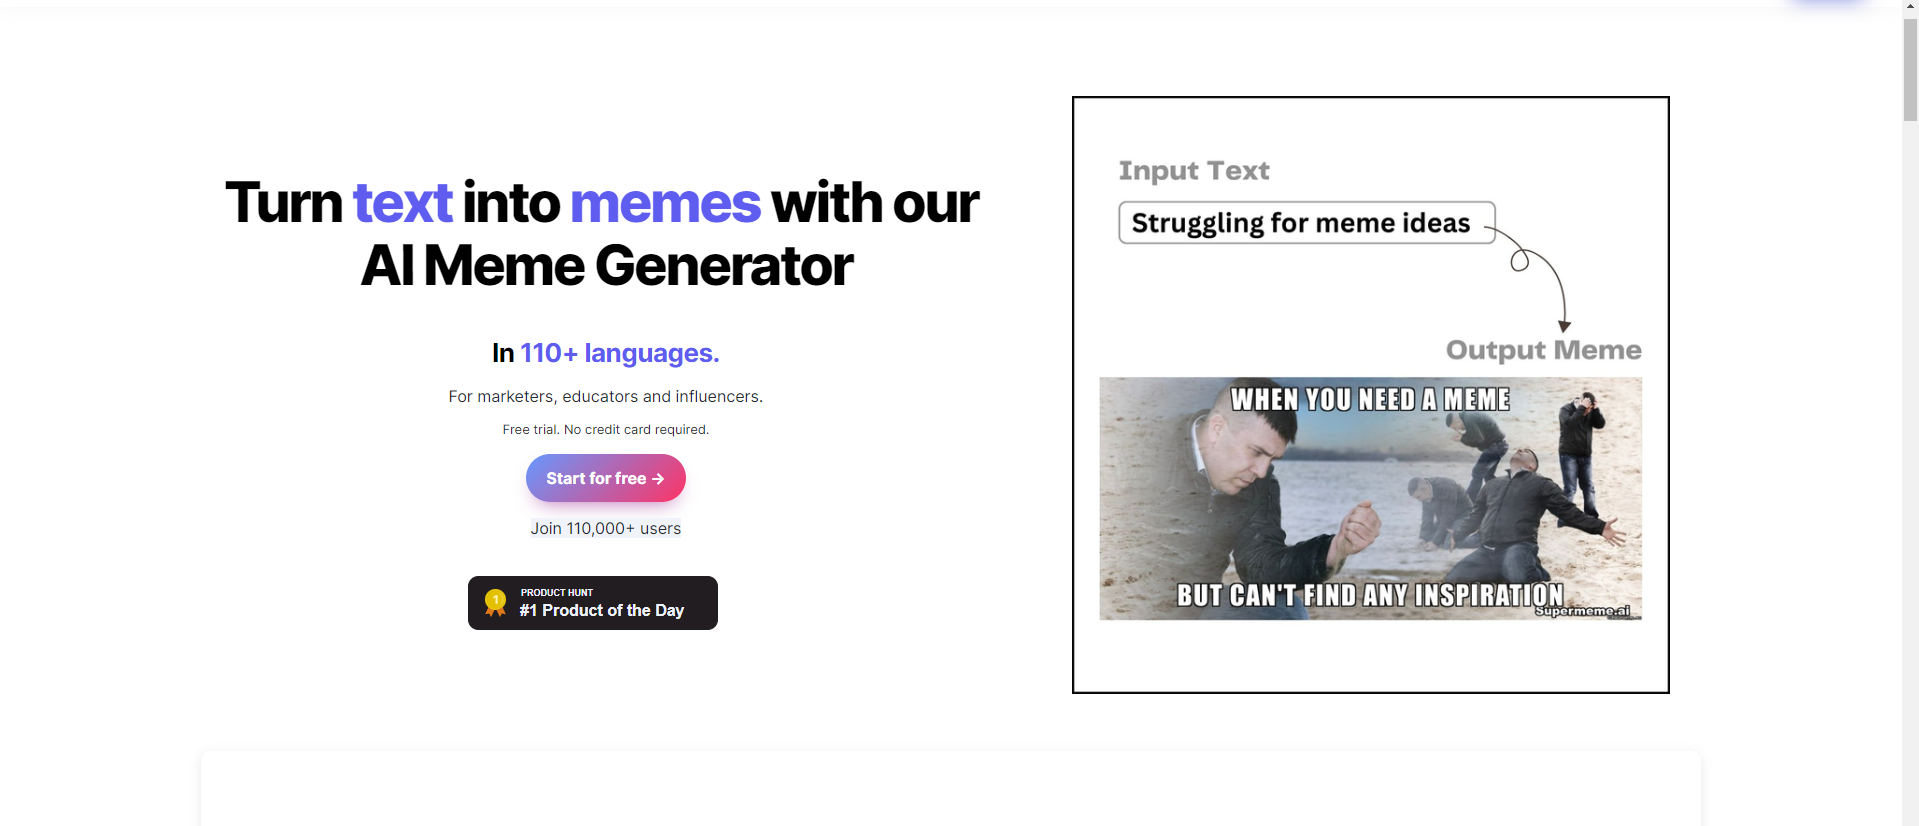 Turn text into memes with our
AI Meme Generator
In 110+ languages.
For marketers, educators and influencers.
Free trial. No credit card required.
Start for free →
Join 110,000+ users
1
PRODUCT HUNT
#1 Product of the Day
Input Text
Struggling for meme ideas
Output Meme
WHEN YOU NEED A MEME
BUT CAN'T FIND ANY INSPIRATION
Supermeme.ai